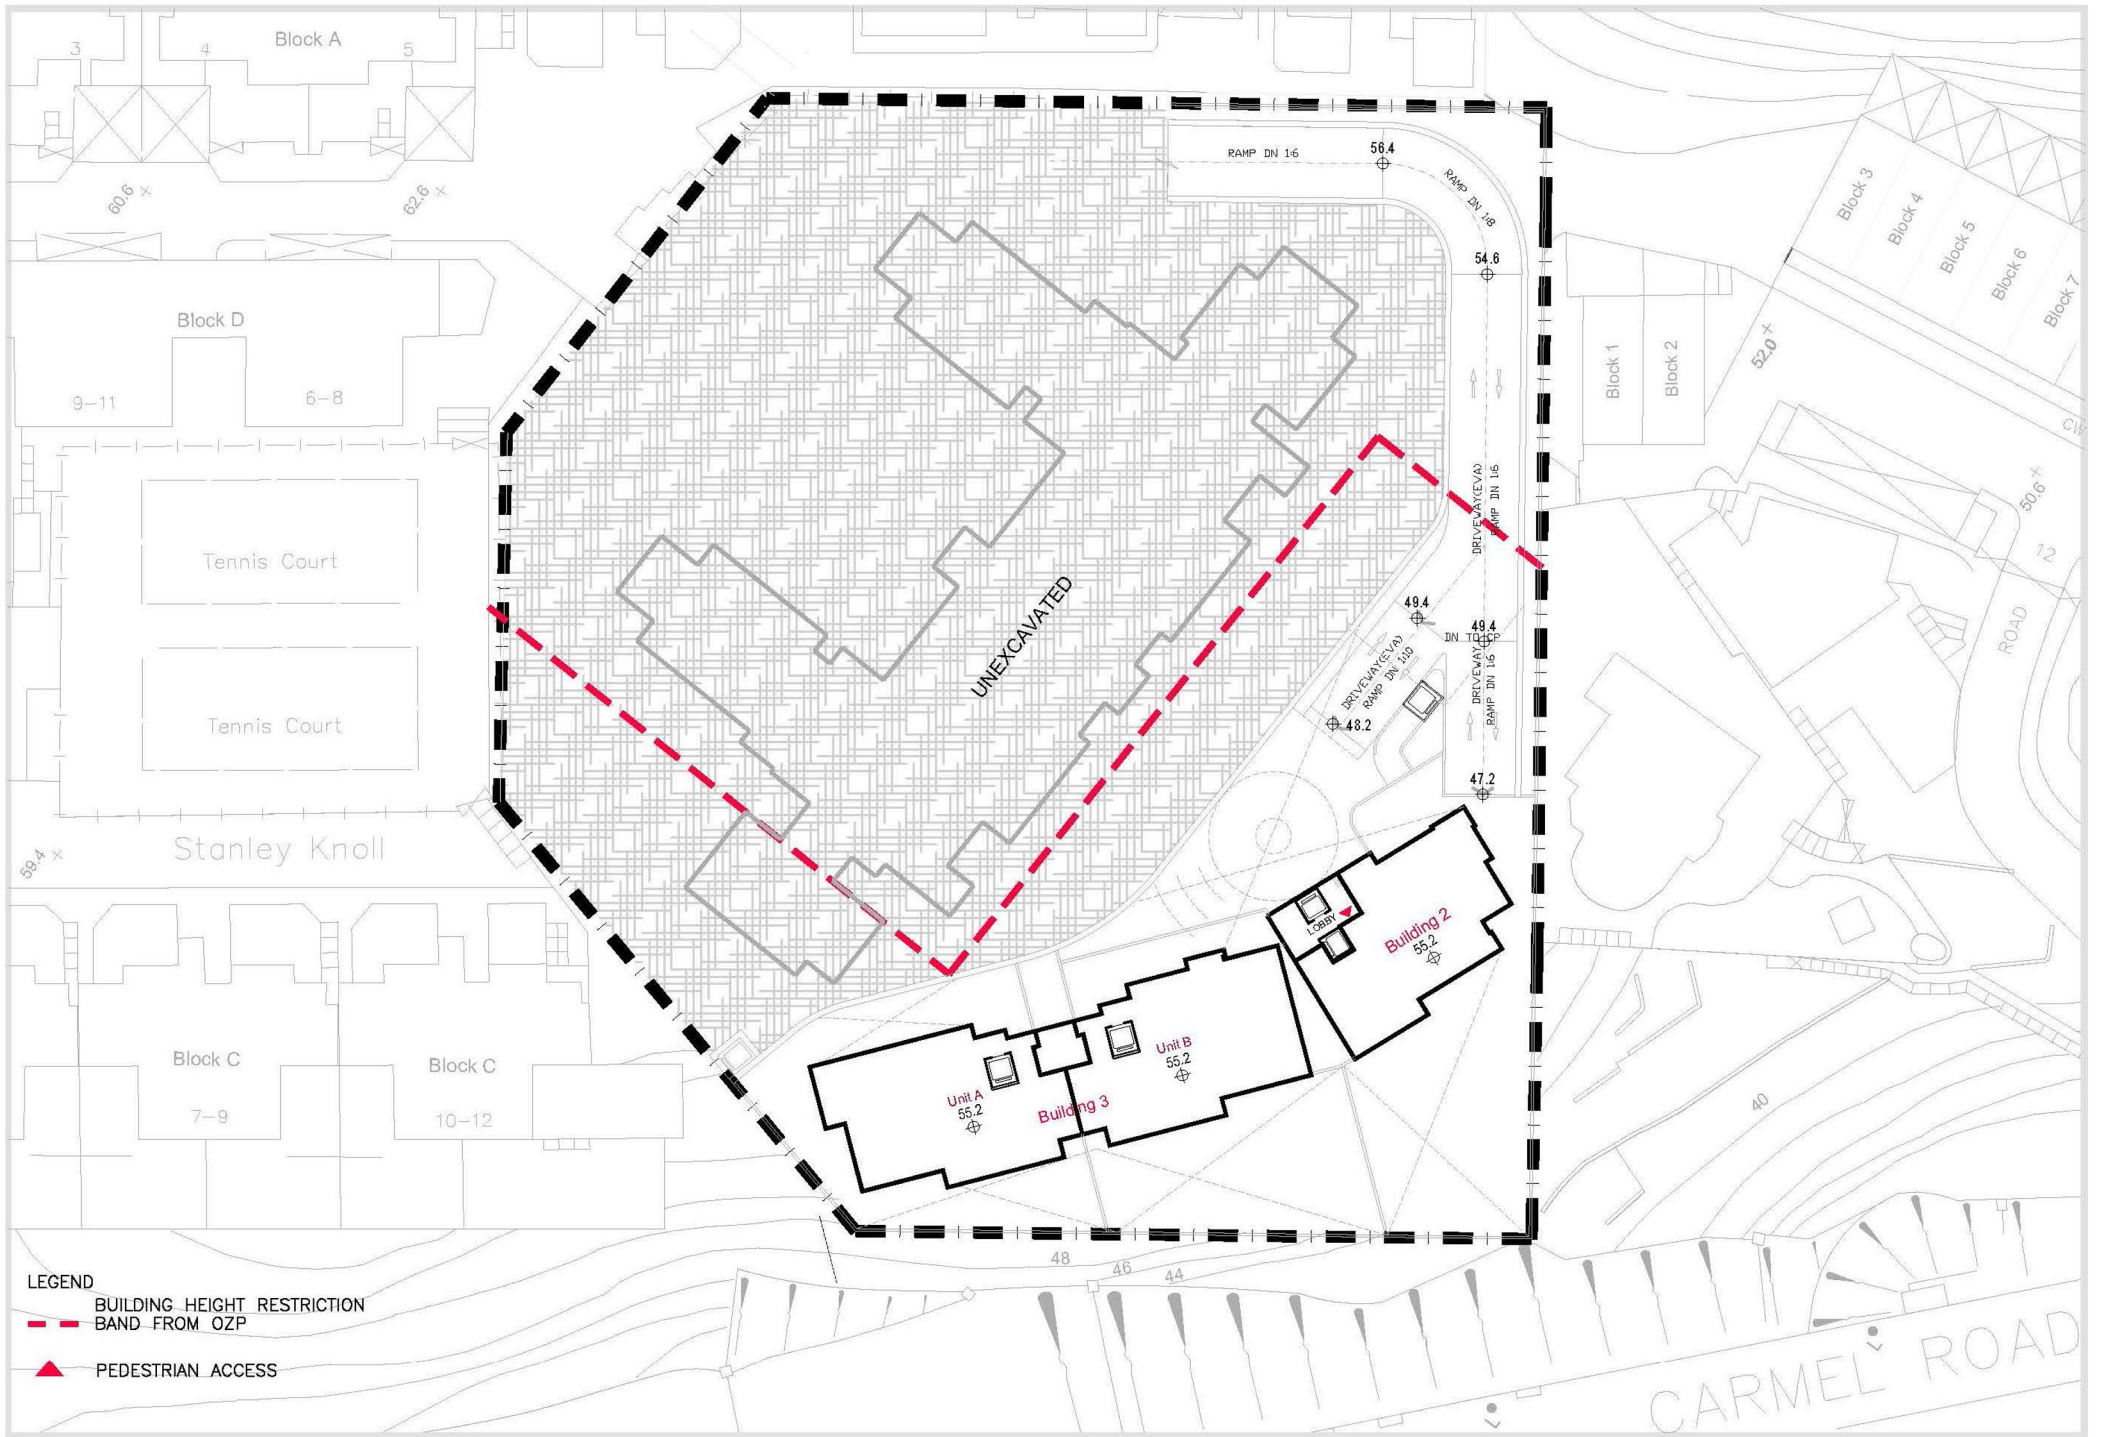 Block A
3
4
5
60.6
62.6
RAMP DN 1:6
56.4
RAMP DN 1:8
54.6
Block 3
Block 4
Block 5
Block 6
Block 7
Block D
9-11
6-8
Block 1
Block 2
52.0
CW
50.6
12
ROAD
Tennis Court
Tennis Court
Stanley Knoll
59.4
UNEXCAVATED
DRIVEWAY(EVA)
RAMP DN 1:6
49.4
49.4
DN TO CP
DRIVEWAY(EVA)
RAMP DN 1:10
DRIVEWAY
RAMP DN 1:6
48.2
47.2
LOBBY
Building 2
55.2
Unit B
55.2
Unit A
55.2
Building 3
Block C
7-9
Block C
10-12
40
48
46
44
CARMEL ROAD
L
L
LEGEND
BUILDING HEIGHT RESTRICTION
BAND FROM OZP
PEDESTRIAN ACCESS